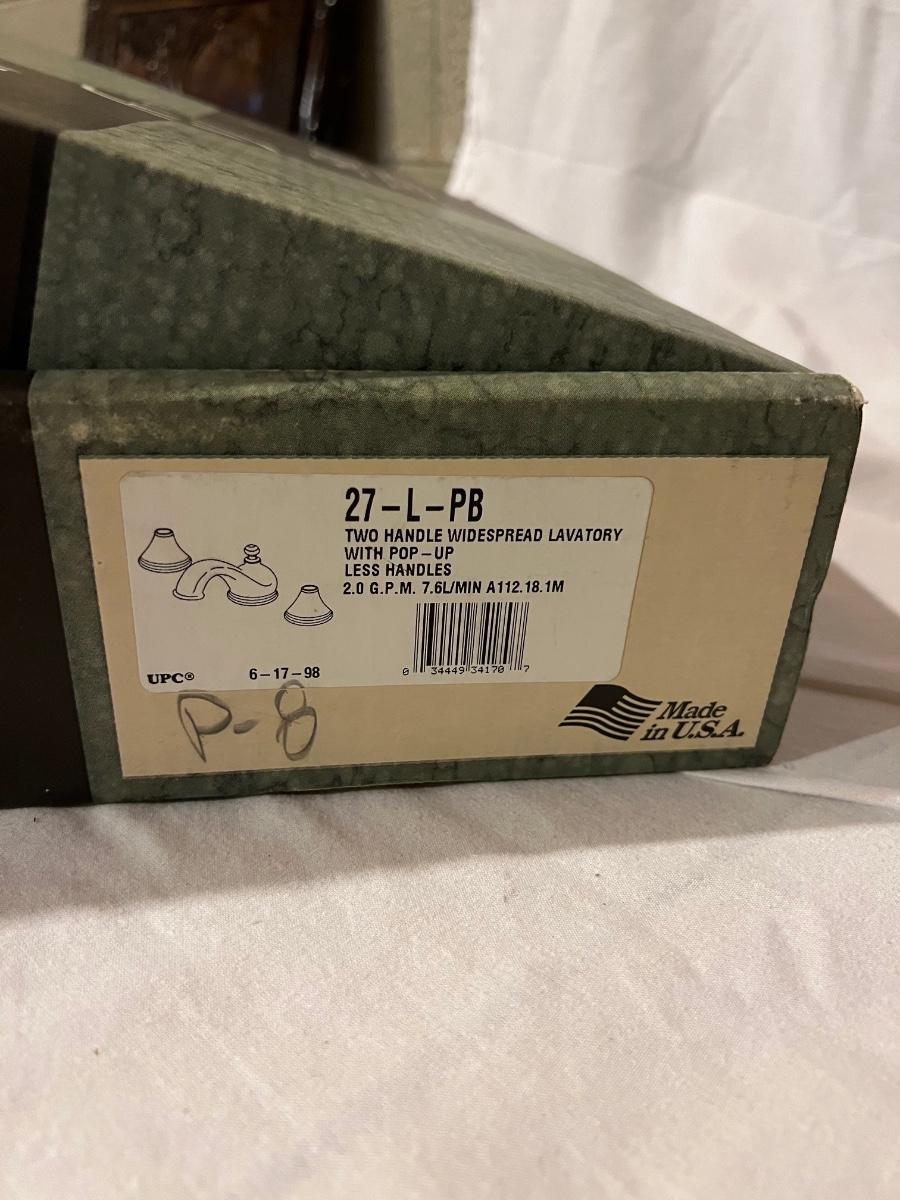 27-L-PB
TWO HANDLE WIDESPREAD LAVATORY
WITH POP-UP
LESS HANDLES
2.0 G.P.M. 7.6L/MIN A112.18.1M
0 34449 34170 7
UPC® 6-17-98
P-8
Made
in U.S.A.